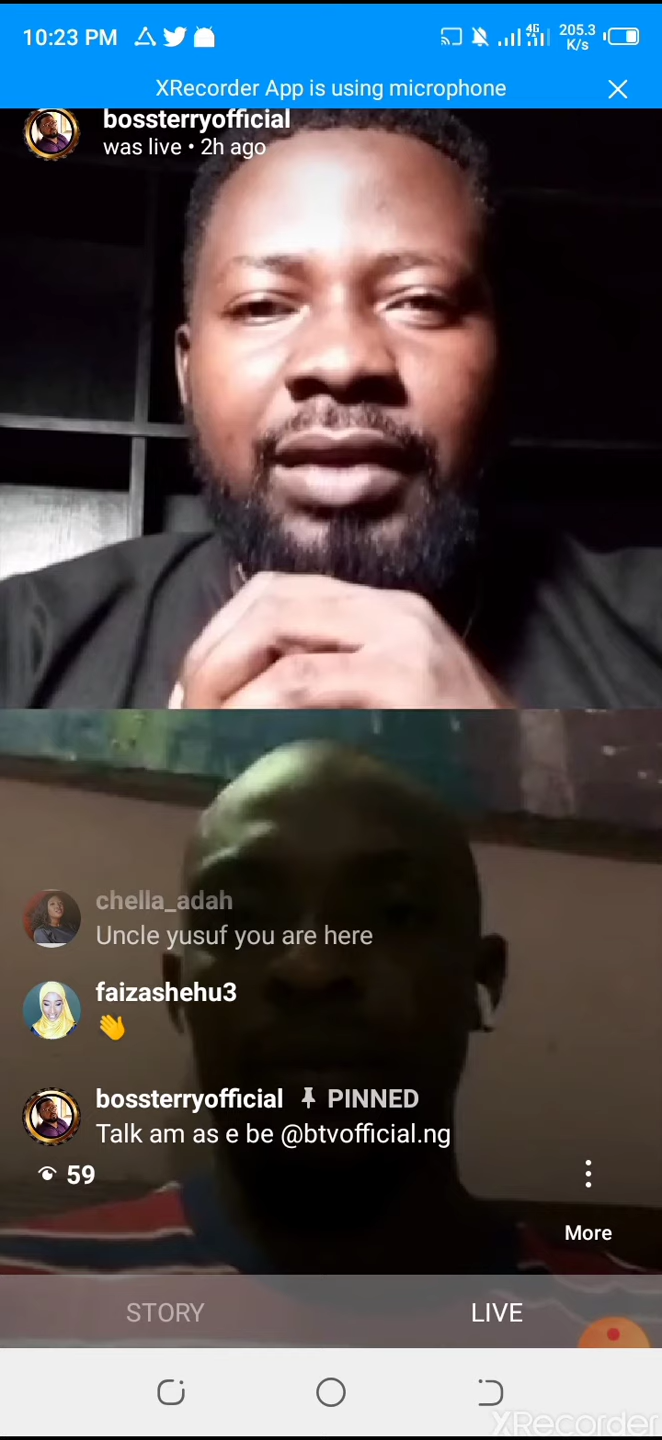 10:23 PM
4G
205.3
K/s
XRecorder App is using microphone
bossterryofficial
was live • 2h ago
chella_adah
Uncle yusuf you are here
faizashehu3
👋
bossterryofficial PINNED
Talk am as e be @btvofficial.ng
59
More
STORY
LIVE
XRecorder